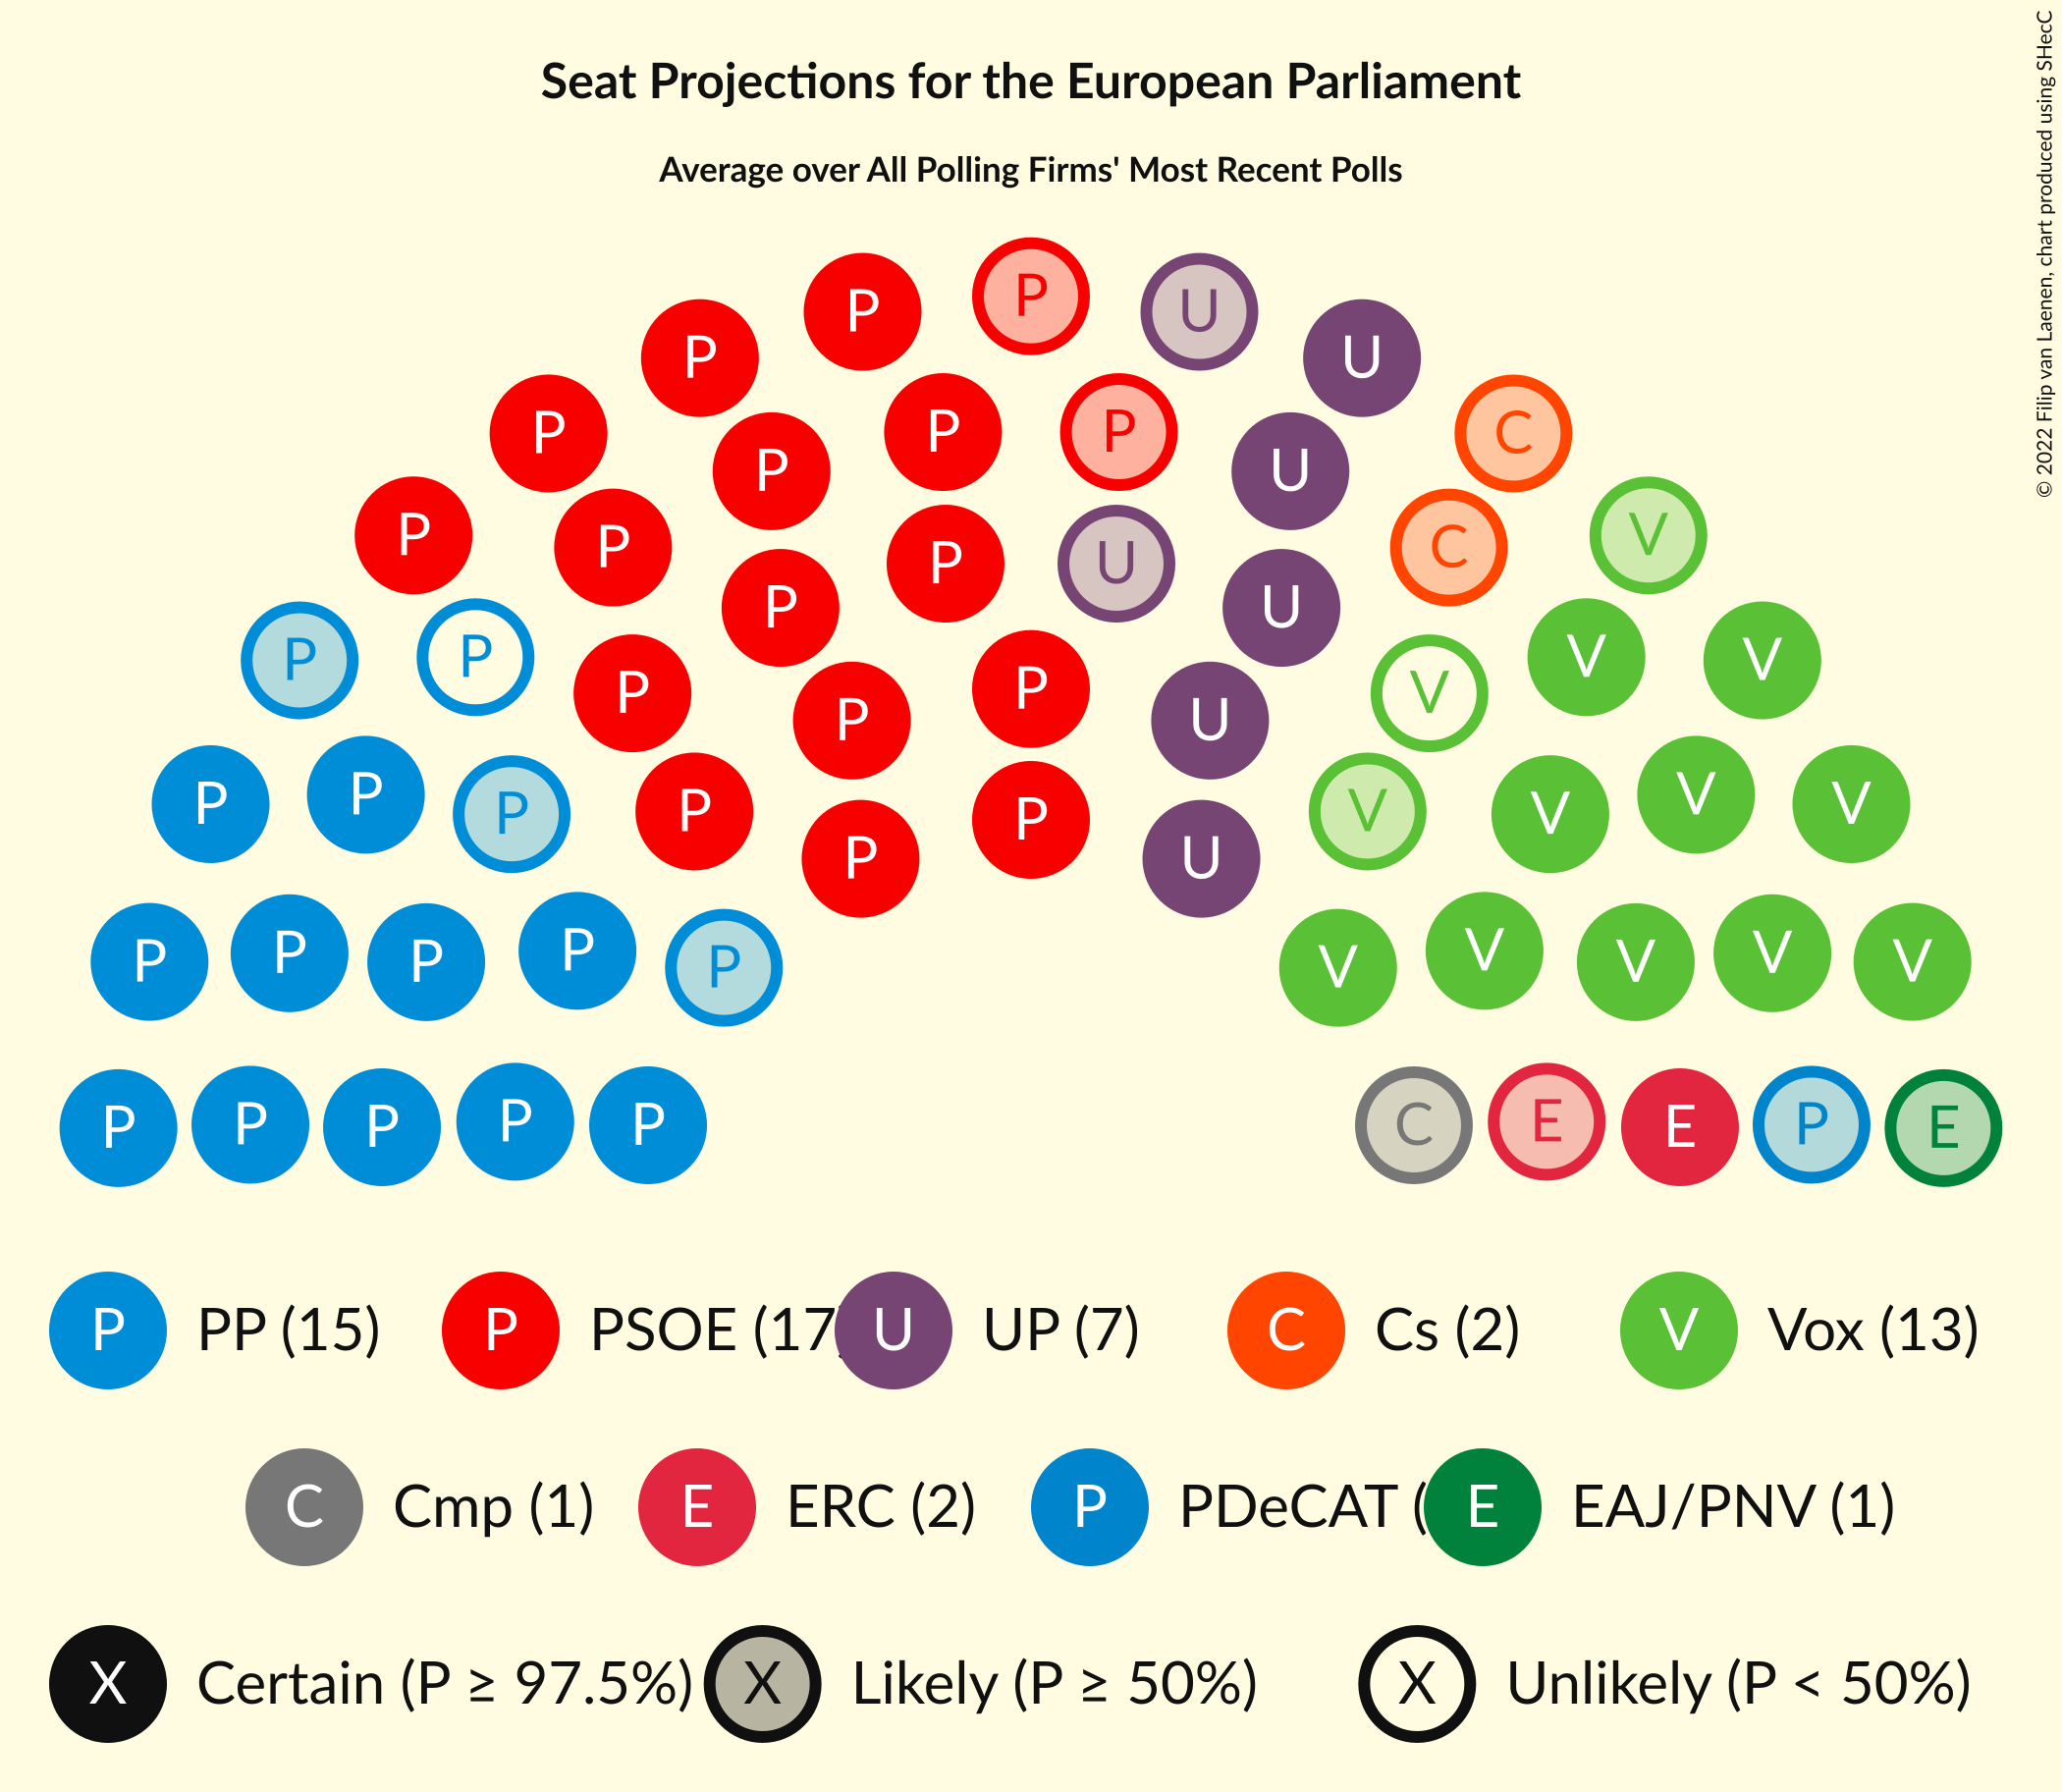 Seat Projections for the European Parliament
Average over All Polling Firms' Most Recent Polls
© 2022 Filip van Laenen, chart produced using SHecC
P U
P U
P P U
P C
P P U
P C V
P P U
P P V V
P P P
P V
P P U
P P P V V V V
P P U
P P P P P V V V V V
P P P P P C E E P E
P PP (15) P PSOE (17 U UP (7) C Cs (2) V Vox (13)
C Cmp (1) E ERC (2) P PDeCAT ( E EAJ/PNV (1)
X Certain (P ≥ 97.5%) X Likely (P ≥ 50%) X Unlikely (P < 50%)